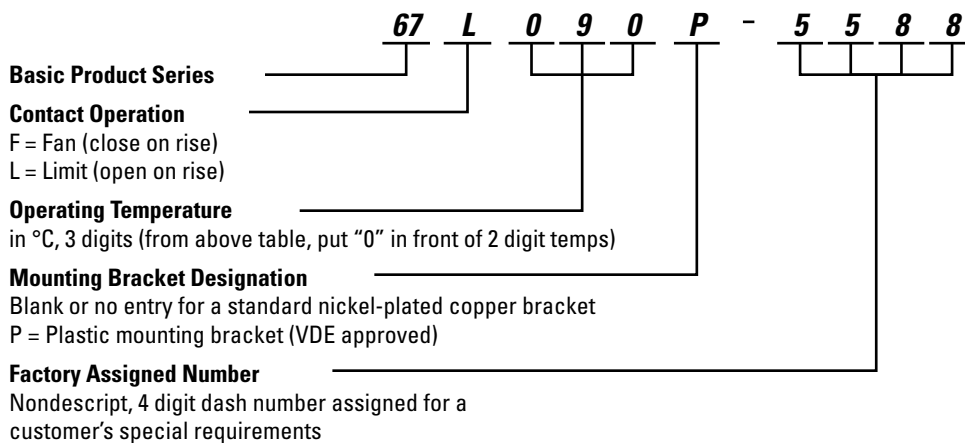 67 L 0 9 0 P - 5 5 8 8
Basic Product Series
Contact Operation
F = Fan (close on rise)
L = Limit (open on rise)
Operating Temperature
in °C, 3 digits (from above table, put “0” in front of 2 digit temps)
Mounting Bracket Designation
Blank or no entry for a standard nickel-plated copper bracket
P = Plastic mounting bracket (VDE approved)
Factory Assigned Number
Nondescript, 4 digit dash number assigned for a
customer’s special requirements